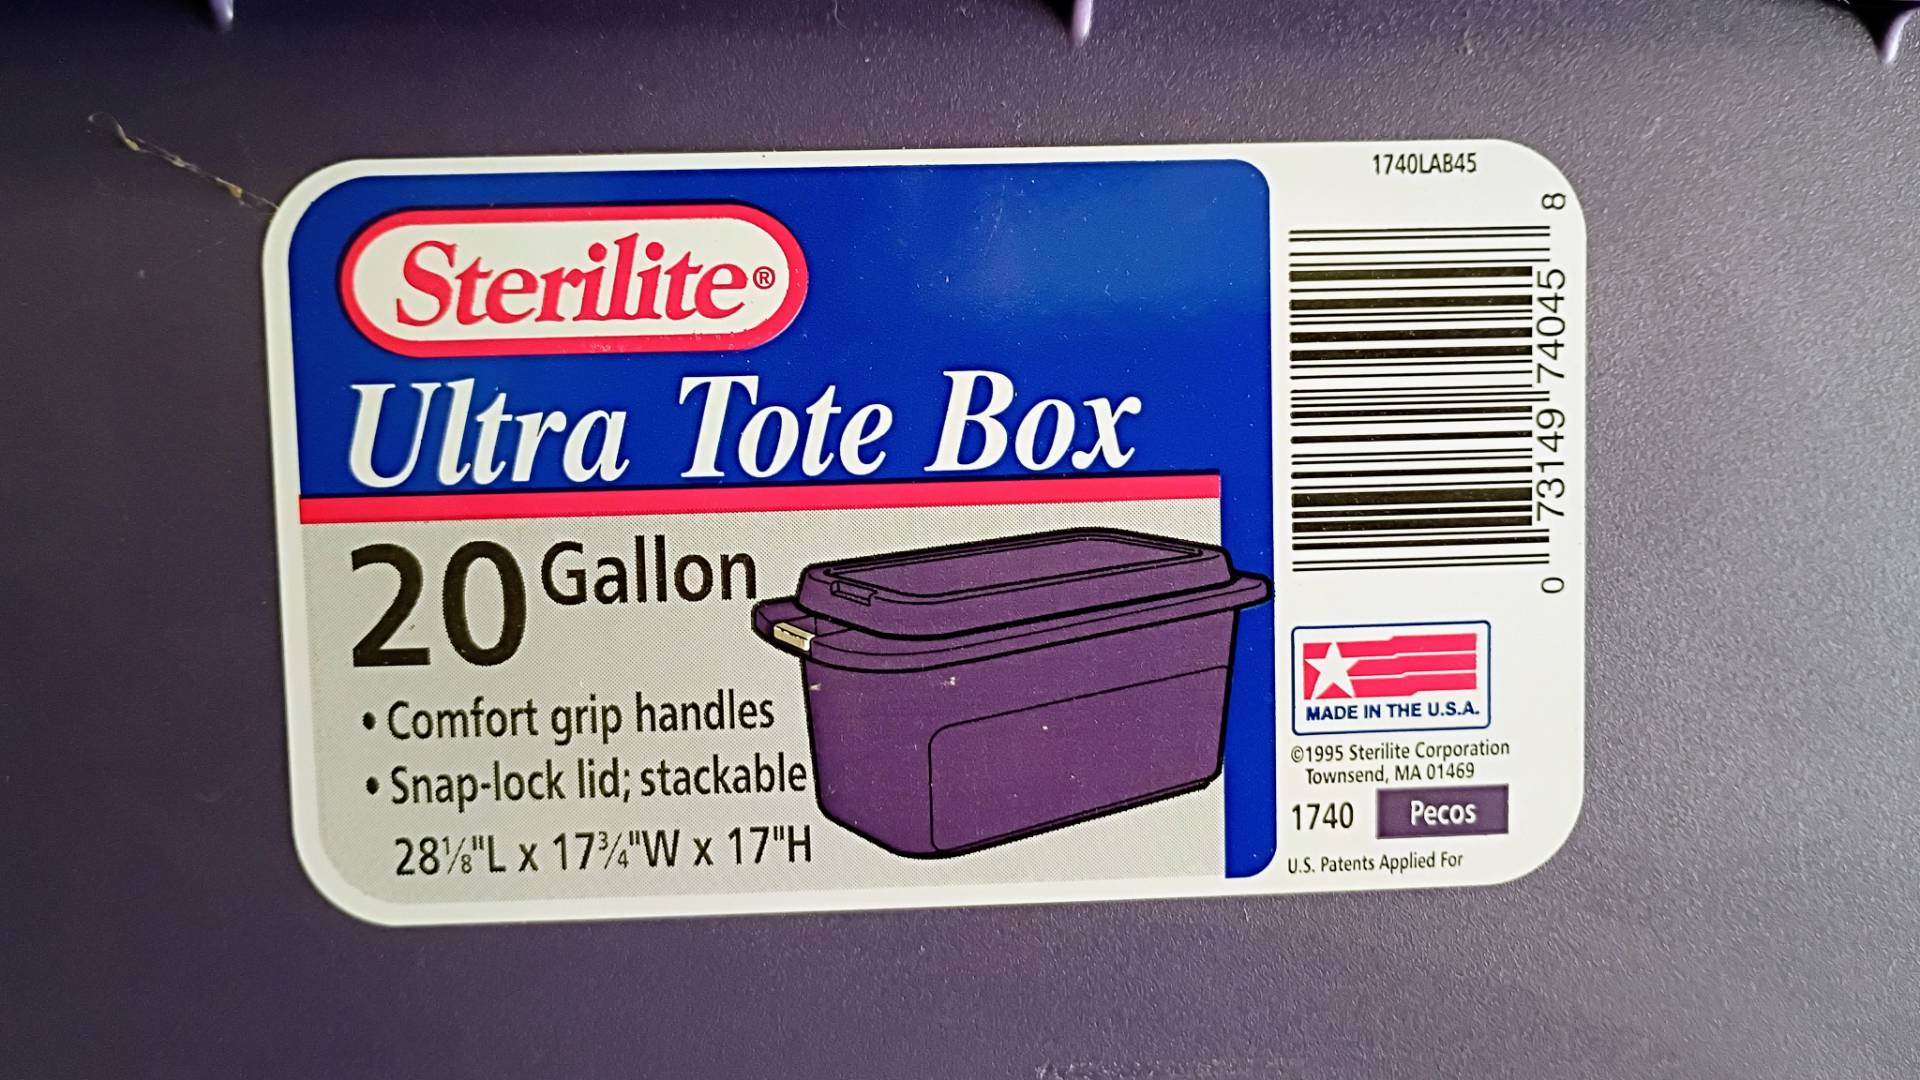 Sterilite®
Ultra Tote Box
20 Gallon
• Comfort grip handles
• Snap-lock lid; stackable
28⅛"L x 17¾"W x 17"H
1740LAB45
0 73149 74045 8
MADE IN THE U.S.A.
©1995 Sterilite Corporation
Townsend, MA 01469
1740 Pecos
U.S. Patents Applied For